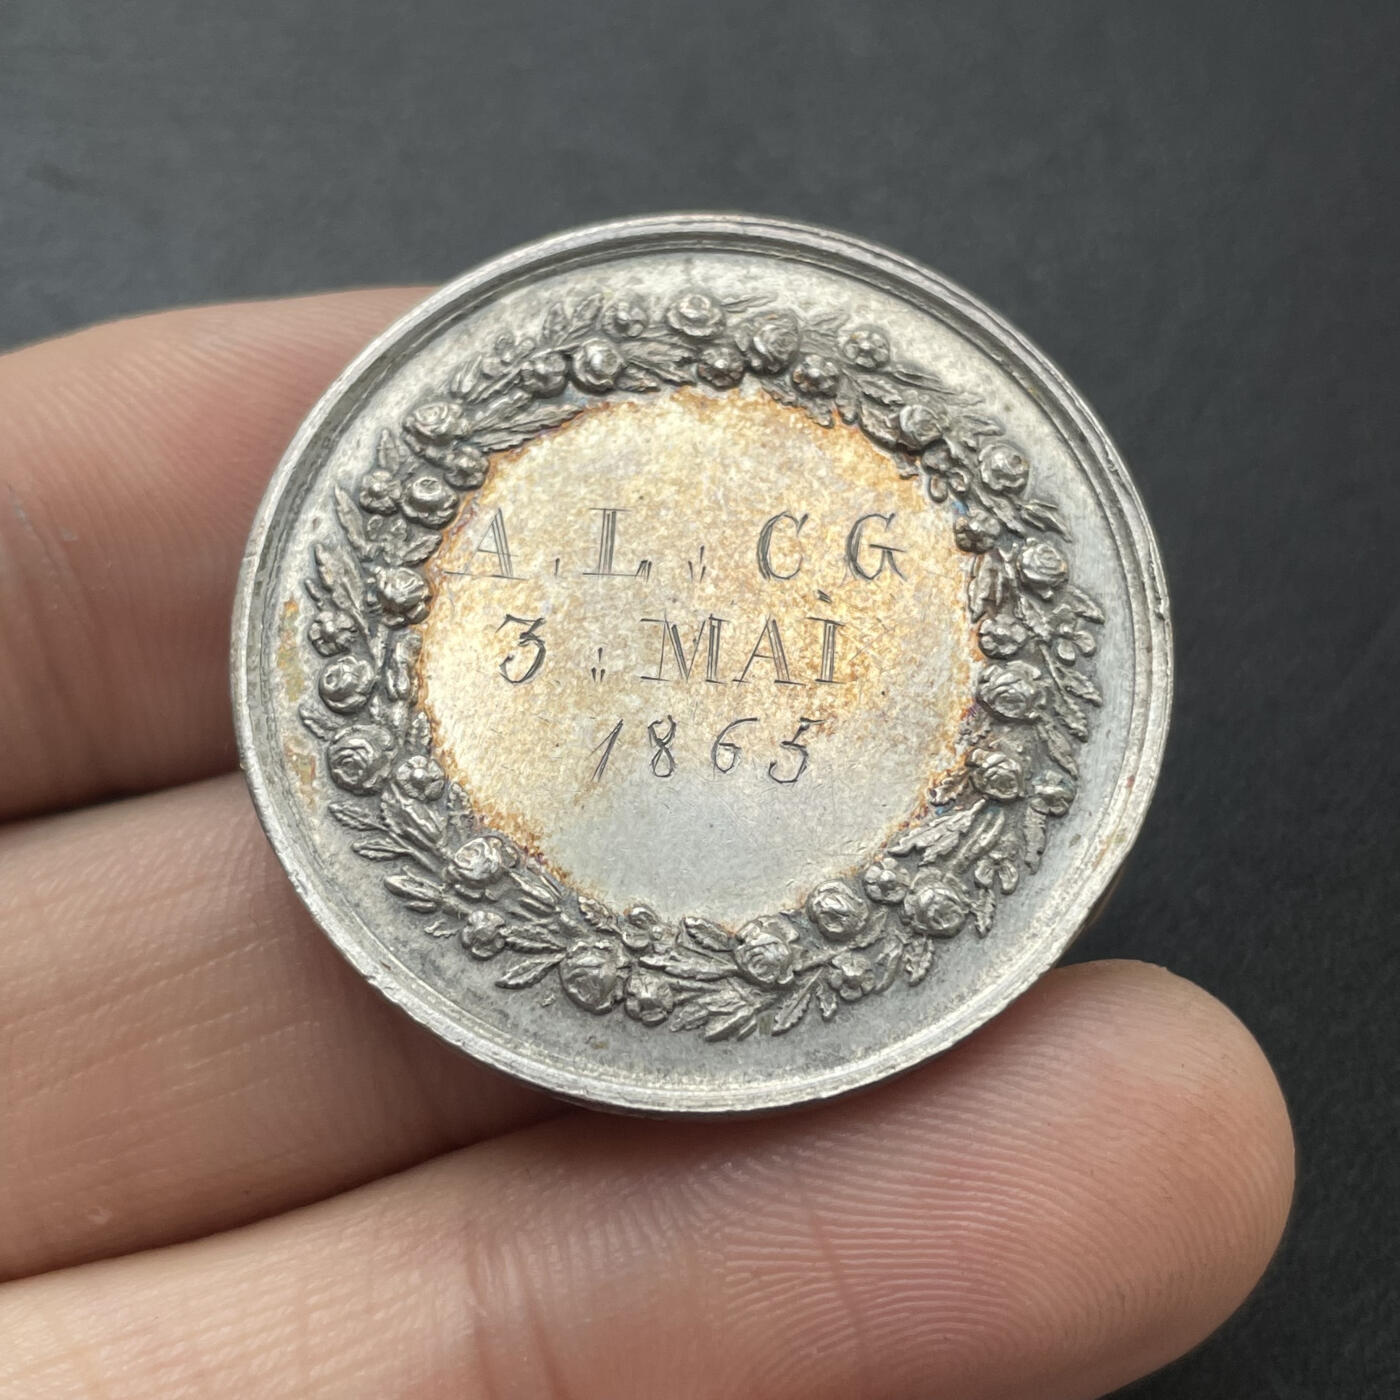 A. L. C G
3. MAİ
1865